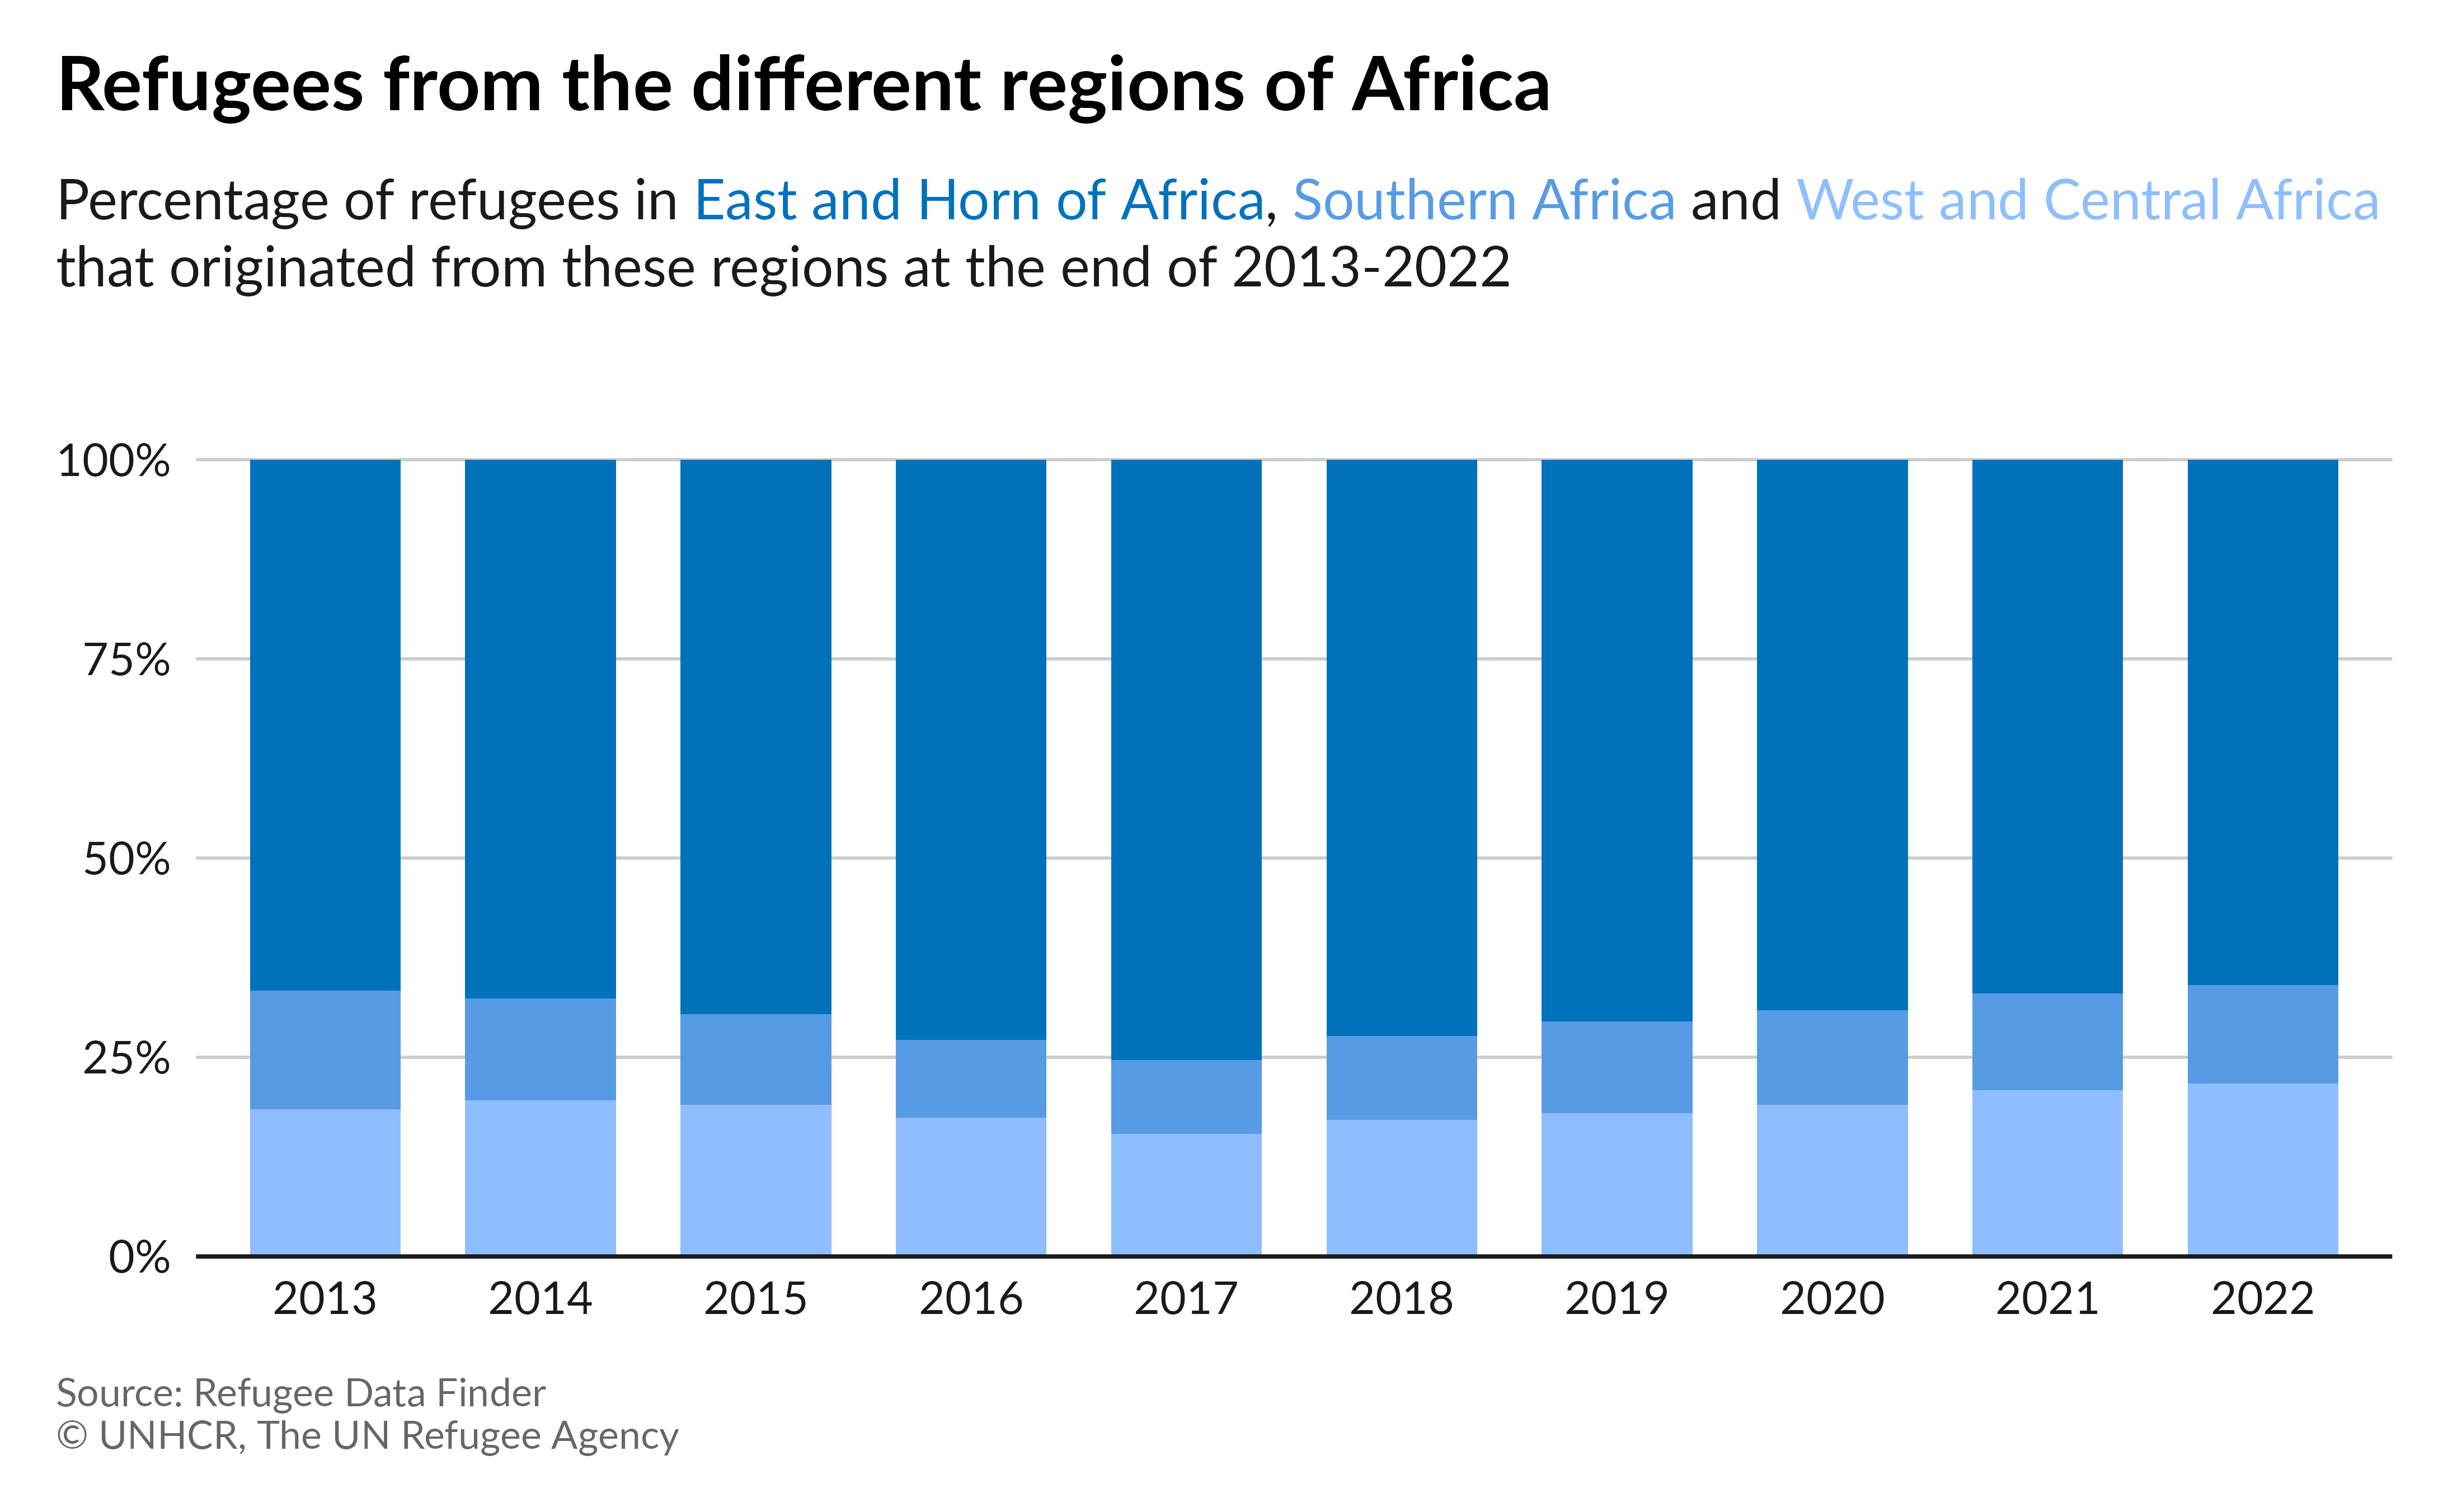 Refugees from the different regions of Africa
Percentage of refugees in East and Horn of Africa, Southern Africa and West and Central Africa
that originated from these regions at the end of 2013-2022
100%
75%
50%
25%
0%
2013 2014 2015 2016 2017 2018 2019 2020 2021 2022
Source: Refugee Data Finder
© UNHCR, The UN Refugee Agency